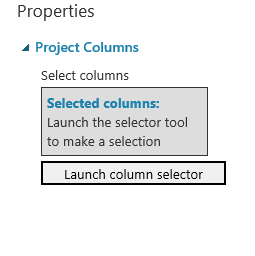 Properties
Project Columns
Select columns
Selected columns:
Launch the selector tool
to make a selection
Launch column selector